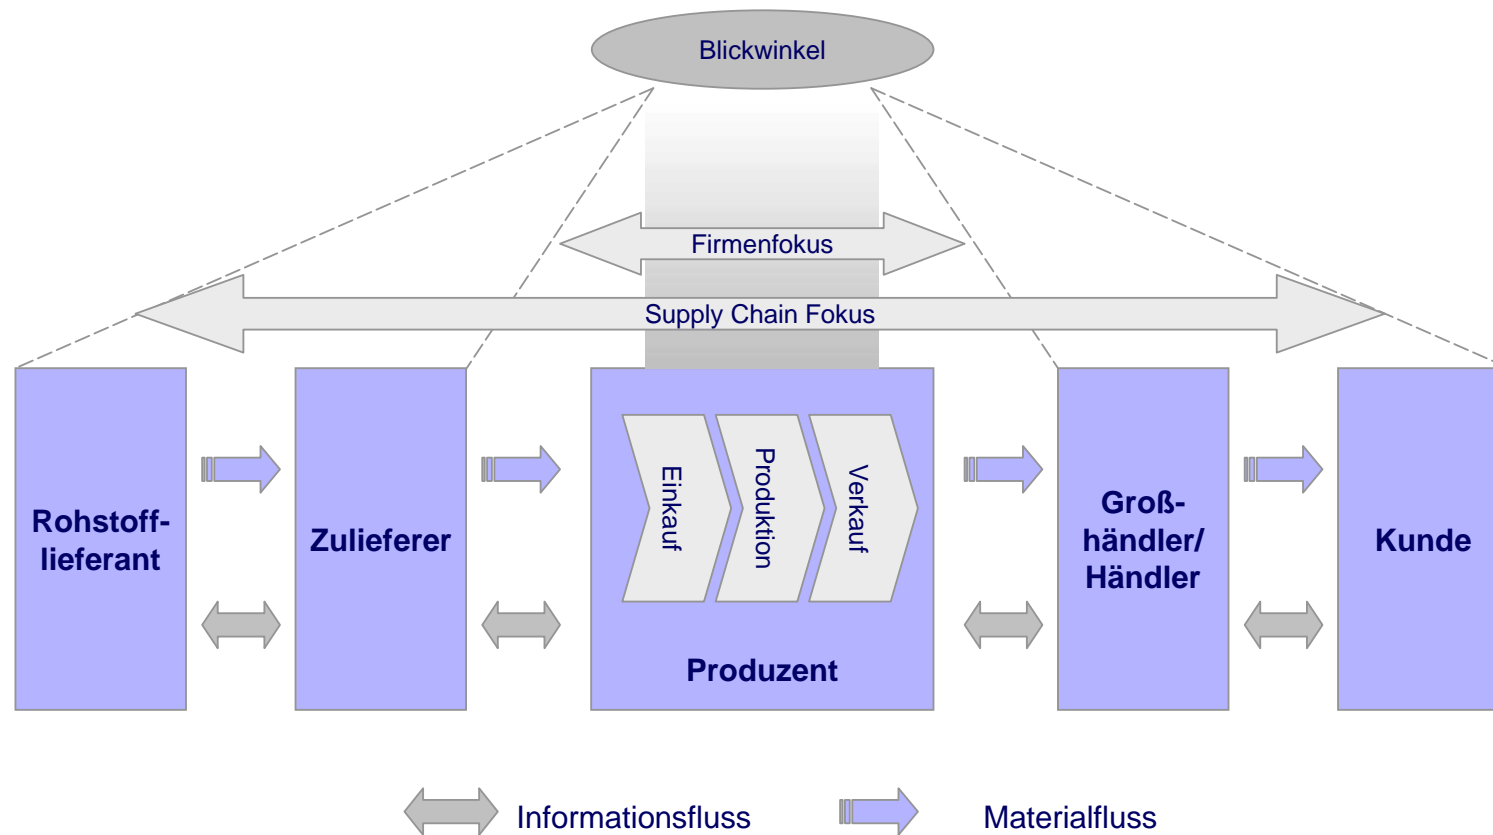 Blickwinkel
Firmenfokus
Supply Chain Fokus
Rohstoff-
lieferant
Zulieferer
Einkauf
Produktion
Verkauf
Produzent
Groß-
händler/
Händler
Kunde
Informationsfluss
Materialfluss